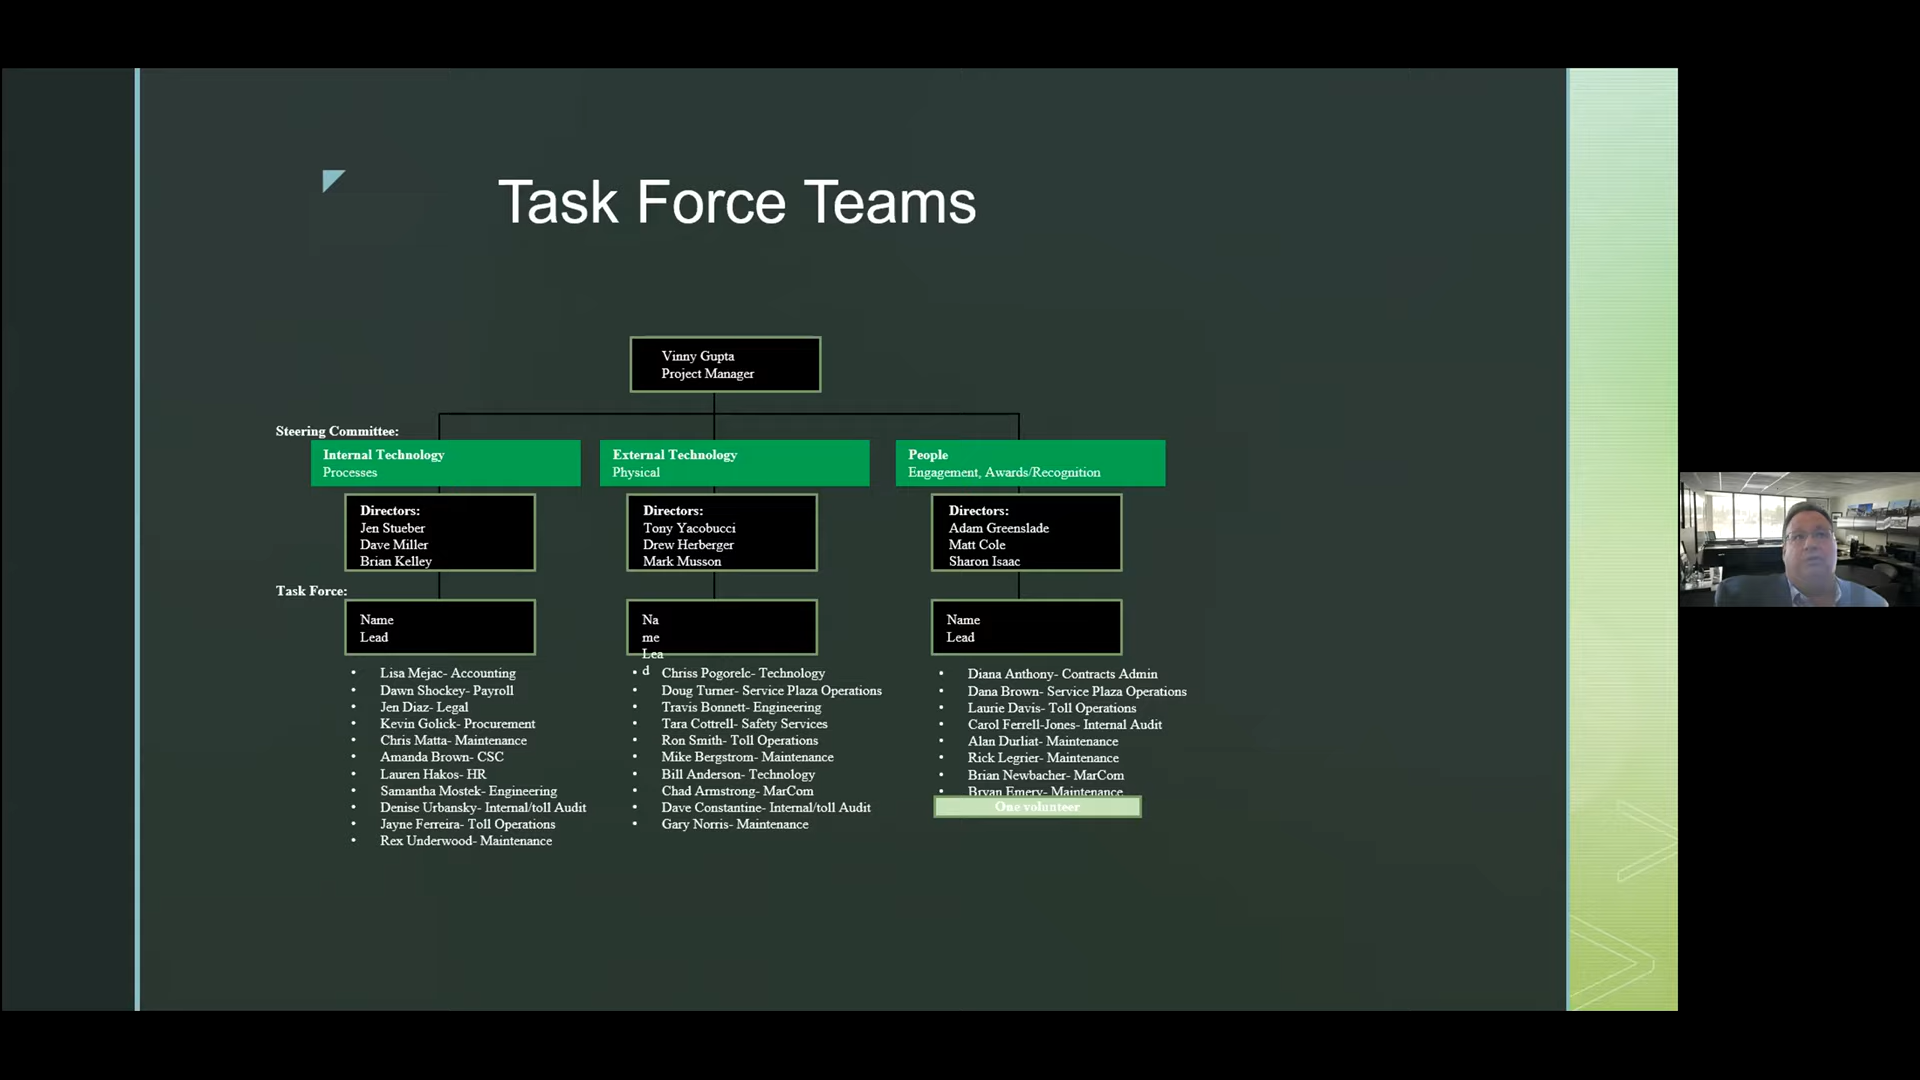 Task Force Teams
Vinny Gupta
Project Manager
Steering Committee:
Internal Technology
Processes
External Technology
Physical
People
Engagement, Awards/Recognition
Directors:
Jen Stueber
Dave Miller
Brian Kelley
Directors:
Tony Yacobucci
Drew Herberger
Mark Musson
Directors:
Adam Greenslade
Matt Cole
Sharon Isaac
Task Force:
Name
Lead
Na
me
Lea
d
Name
Lead
• Lisa Mejac- Accounting
• Dawn Shockey- Payroll
• Jen Diaz- Legal
• Kevin Golick- Procurement
• Chris Matta- Maintenance
• Amanda Brown- CSC
• Lauren Hakos- HR
• Samantha Mostek- Engineering
• Denise Urbansky- Internal/toll Audit
• Jayne Ferreira- Toll Operations
• Rex Underwood- Maintenance
• Chriss Pogorelc- Technology
• Doug Turner- Service Plaza Operations
• Travis Bonnett- Engineering
• Tara Cottrell- Safety Services
• Ron Smith- Toll Operations
• Mike Bergstrom- Maintenance
• Bill Anderson- Technology
• Chad Armstrong- MarCom
• Dave Constantine- Internal/toll Audit
• Gary Norris- Maintenance
• Diana Anthony- Contracts Admin
• Dana Brown- Service Plaza Operations
• Laurie Davis- Toll Operations
• Carol Ferrell-Jones- Internal Audit
• Alan Durliat- Maintenance
• Rick Legrier- Maintenance
• Brian Newbacher- MarCom
• Bryan Emery- Maintenance
One volunteer